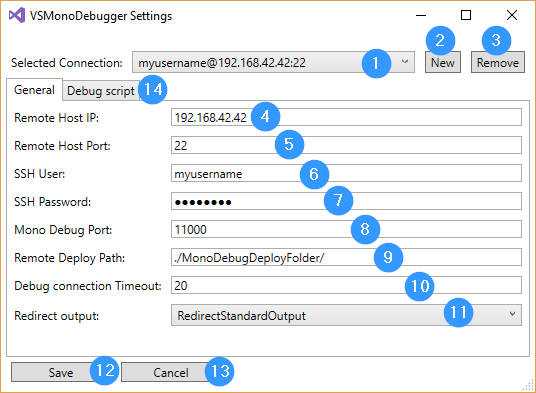 VSMonoDebugger Settings
2 3
Selected Connection: myusername@192.168.42.42:22 1 New Remove
General Debug script 14
Remote Host IP: 192.168.42.42 4
Remote Host Port: 22 5
SSH User: myusername 6
SSH Password: ●●●●●●●● 7
Mono Debug Port: 11000 8
Remote Deploy Path: ./MonoDebugDeployFolder/ 9
Debug connection Timeout: 20 10
Redirect output: RedirectStandardOutput 11
Save 12 Cancel 13